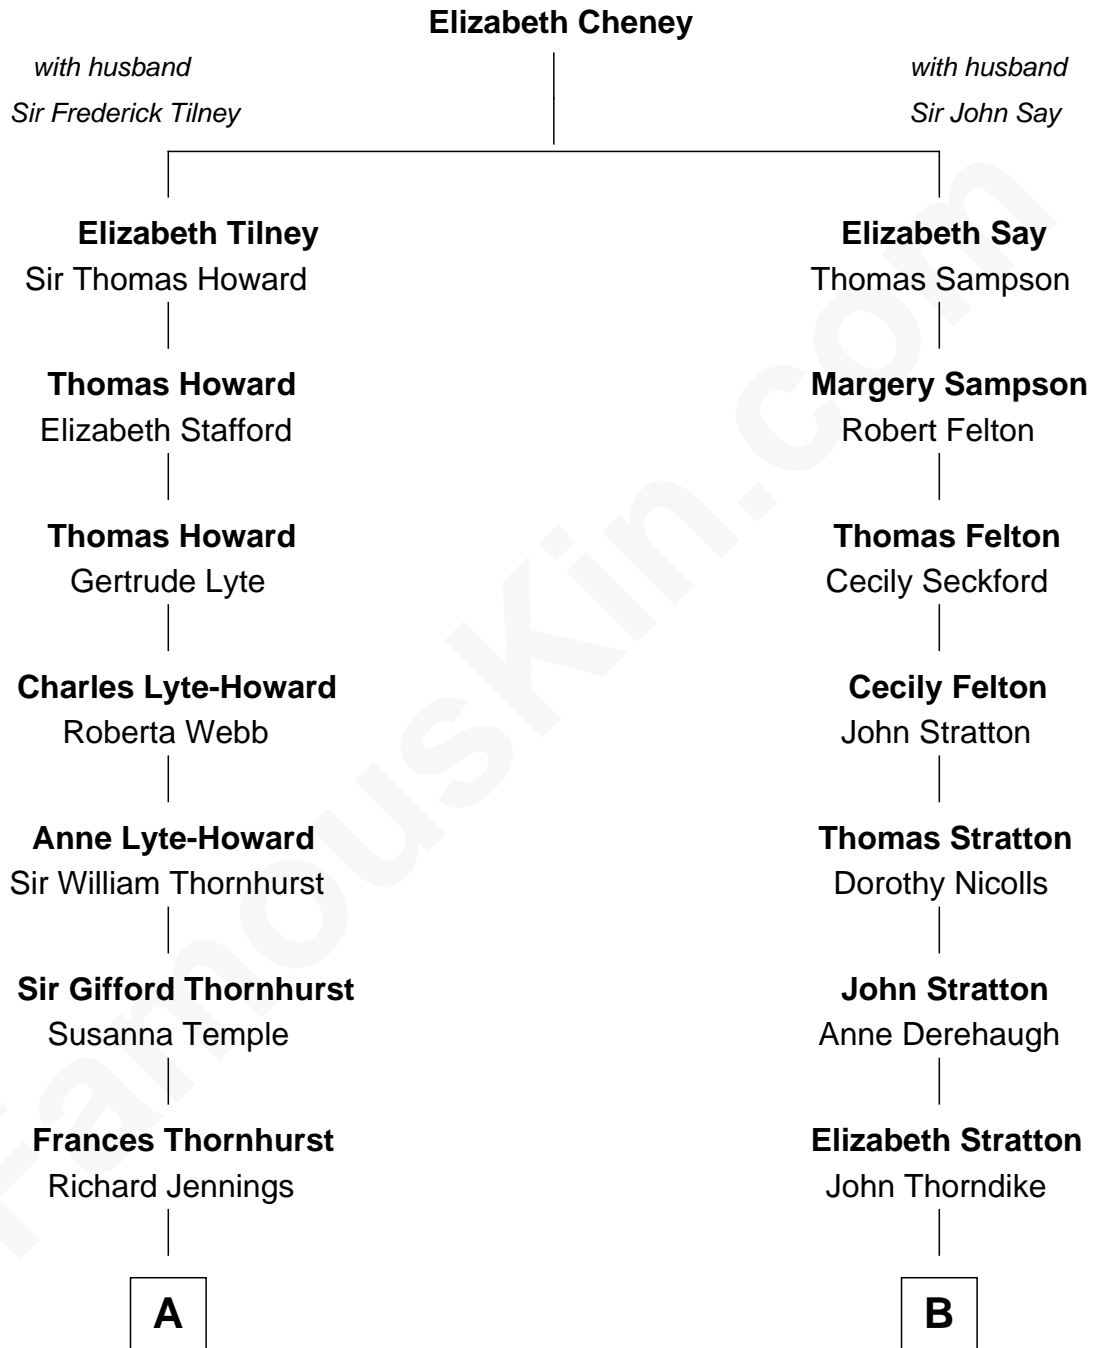 Elizabeth Cheney
with husband
Sir Frederick Tilney
with husband
Sir John Say
Elizabeth Tilney
Sir Thomas Howard
Elizabeth Say
Thomas Sampson
Thomas Howard
Elizabeth Stafford
Margery Sampson
Robert Felton
Thomas Howard
Gertrude Lyte
Thomas Felton
Cecily Seckford
Charles Lyte-Howard
Roberta Webb
Cecily Felton
John Stratton
Anne Lyte-Howard
Sir William Thornhurst
Thomas Stratton
Dorothy Nicolls
Sir Gifford Thornhurst
Susanna Temple
John Stratton
Anne Derehaugh
Frances Thornhurst
Richard Jennings
Elizabeth Stratton
John Thorndike
A
B
FamousKin.com